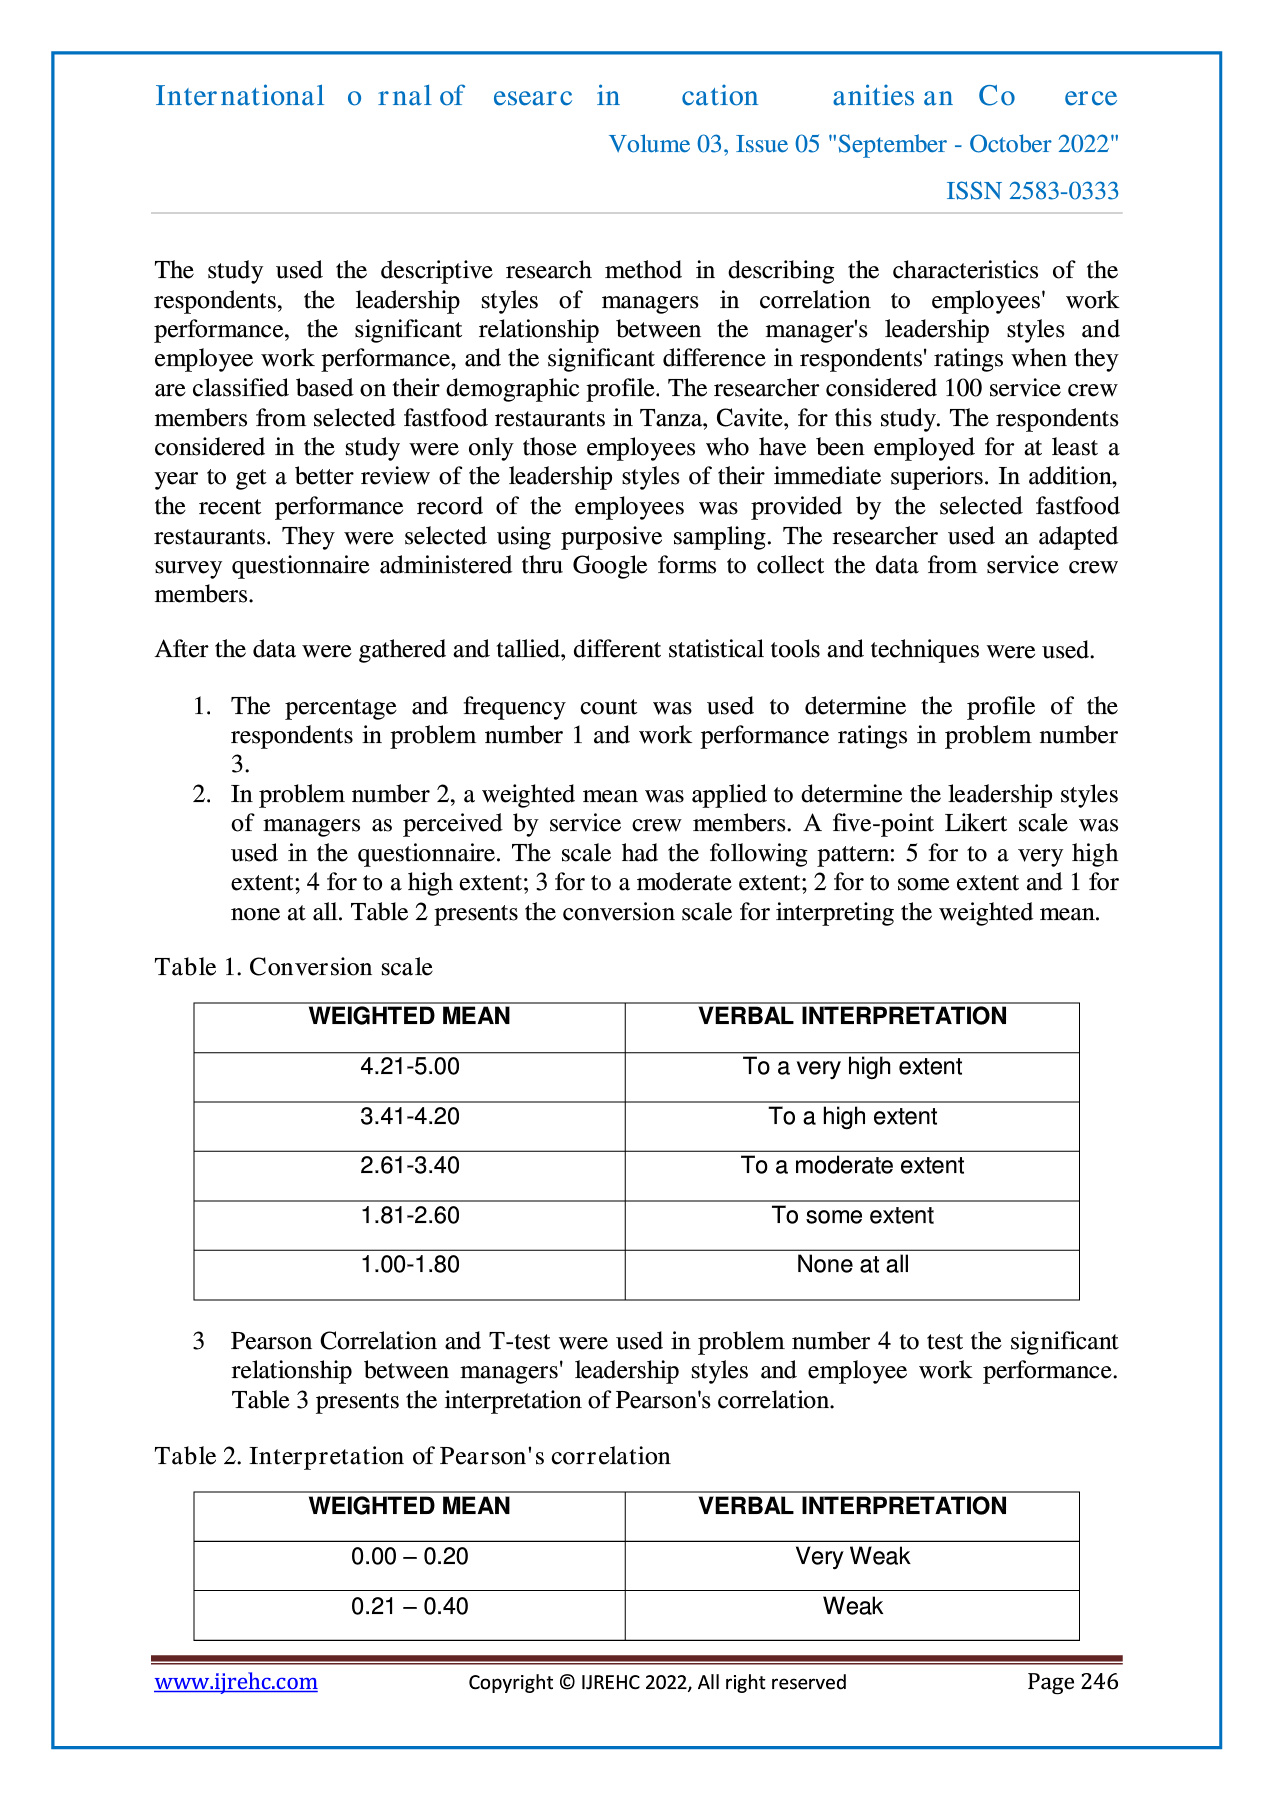 International o rnal of esearc in cation anities an Co erce
Volume 03, Issue 05 "September - October 2022"
ISSN 2583-0333
The study used the descriptive research method in describing the characteristics of the
respondents, the leadership styles of managers in correlation to employees' work
performance, the significant relationship between the manager's leadership styles and
employee work performance, and the significant difference in respondents' ratings when they
are classified based on their demographic profile. The researcher considered 100 service crew
members from selected fastfood restaurants in Tanza, Cavite, for this study. The respondents
considered in the study were only those employees who have been employed for at least a
year to get a better review of the leadership styles of their immediate superiors. In addition,
the recent performance record of the employees was provided by the selected fastfood
restaurants. They were selected using purposive sampling. The researcher used an adapted
survey questionnaire administered thru Google forms to collect the data from service crew
members.
After the data were gathered and tallied, different statistical tools and techniques were used.
1. The percentage and frequency count was used to determine the profile of the
respondents in problem number 1 and work performance ratings in problem number
3.
2. In problem number 2, a weighted mean was applied to determine the leadership styles
of managers as perceived by service crew members. A five-point Likert scale was
used in the questionnaire. The scale had the following pattern: 5 for to a very high
extent; 4 for to a high extent; 3 for to a moderate extent; 2 for to some extent and 1 for
none at all. Table 2 presents the conversion scale for interpreting the weighted mean.
Table 1. Conversion scale
WEIGHTED MEAN VERBAL INTERPRETATION
4.21-5.00 To a very high extent
3.41-4.20 To a high extent
2.61-3.40 To a moderate extent
1.81-2.60 To some extent
1.00-1.80 None at all
3 Pearson Correlation and T-test were used in problem number 4 to test the significant
relationship between managers' leadership styles and employee work performance.
Table 3 presents the interpretation of Pearson's correlation.
Table 2. Interpretation of Pearson's correlation
WEIGHTED MEAN VERBAL INTERPRETATION
0.00 – 0.20 Very Weak
0.21 – 0.40 Weak
www.ijrehc.com Copyright © IJREHC 2022, All right reserved Page 246